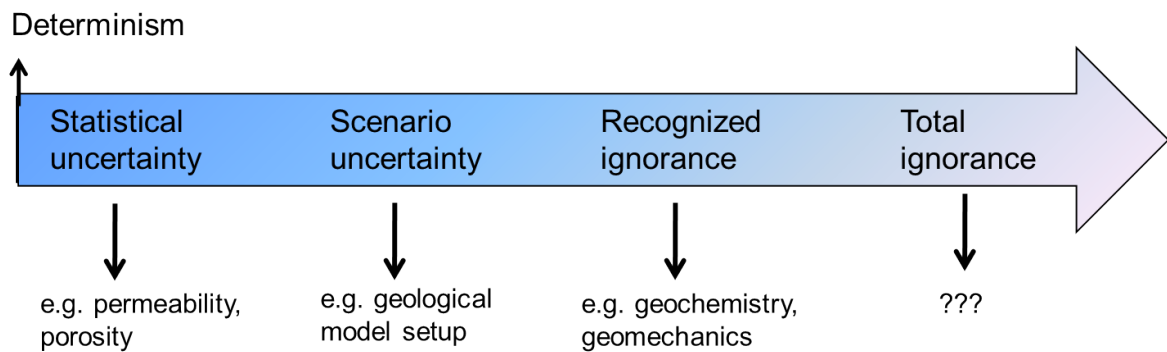 Determinism
Statistical
uncertainty
Scenario
uncertainty
Recognized
ignorance
Total
ignorance
e.g. permeability,
porosity
e.g. geological
model setup
e.g. geochemistry,
geomechanics
???